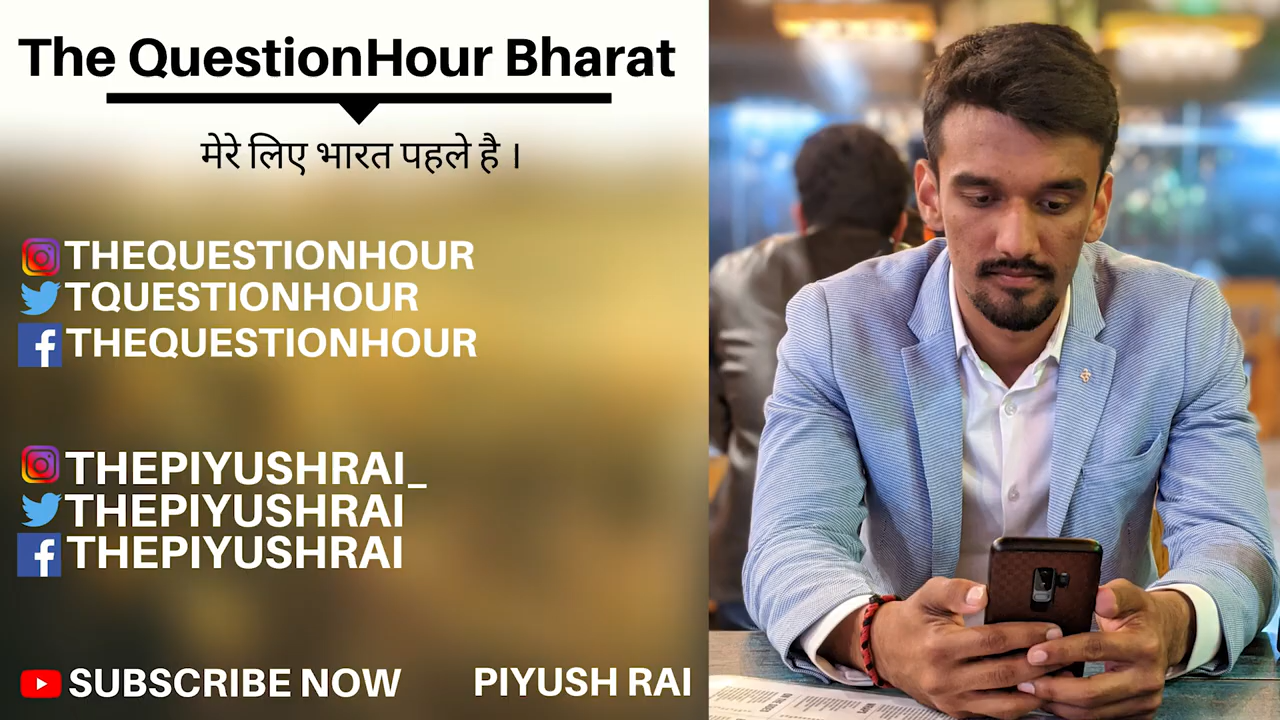 The QuestionHour Bharat
मेरे लिए भारत पहले है ।
THEQUESTIONHOUR
TQUESTIONHOUR
THEQUESTIONHOUR
THEPIYUSHRAI_
THEPIYUSHRAI
THEPIYUSHRAI
SUBSCRIBE NOW
PIYUSH RAI